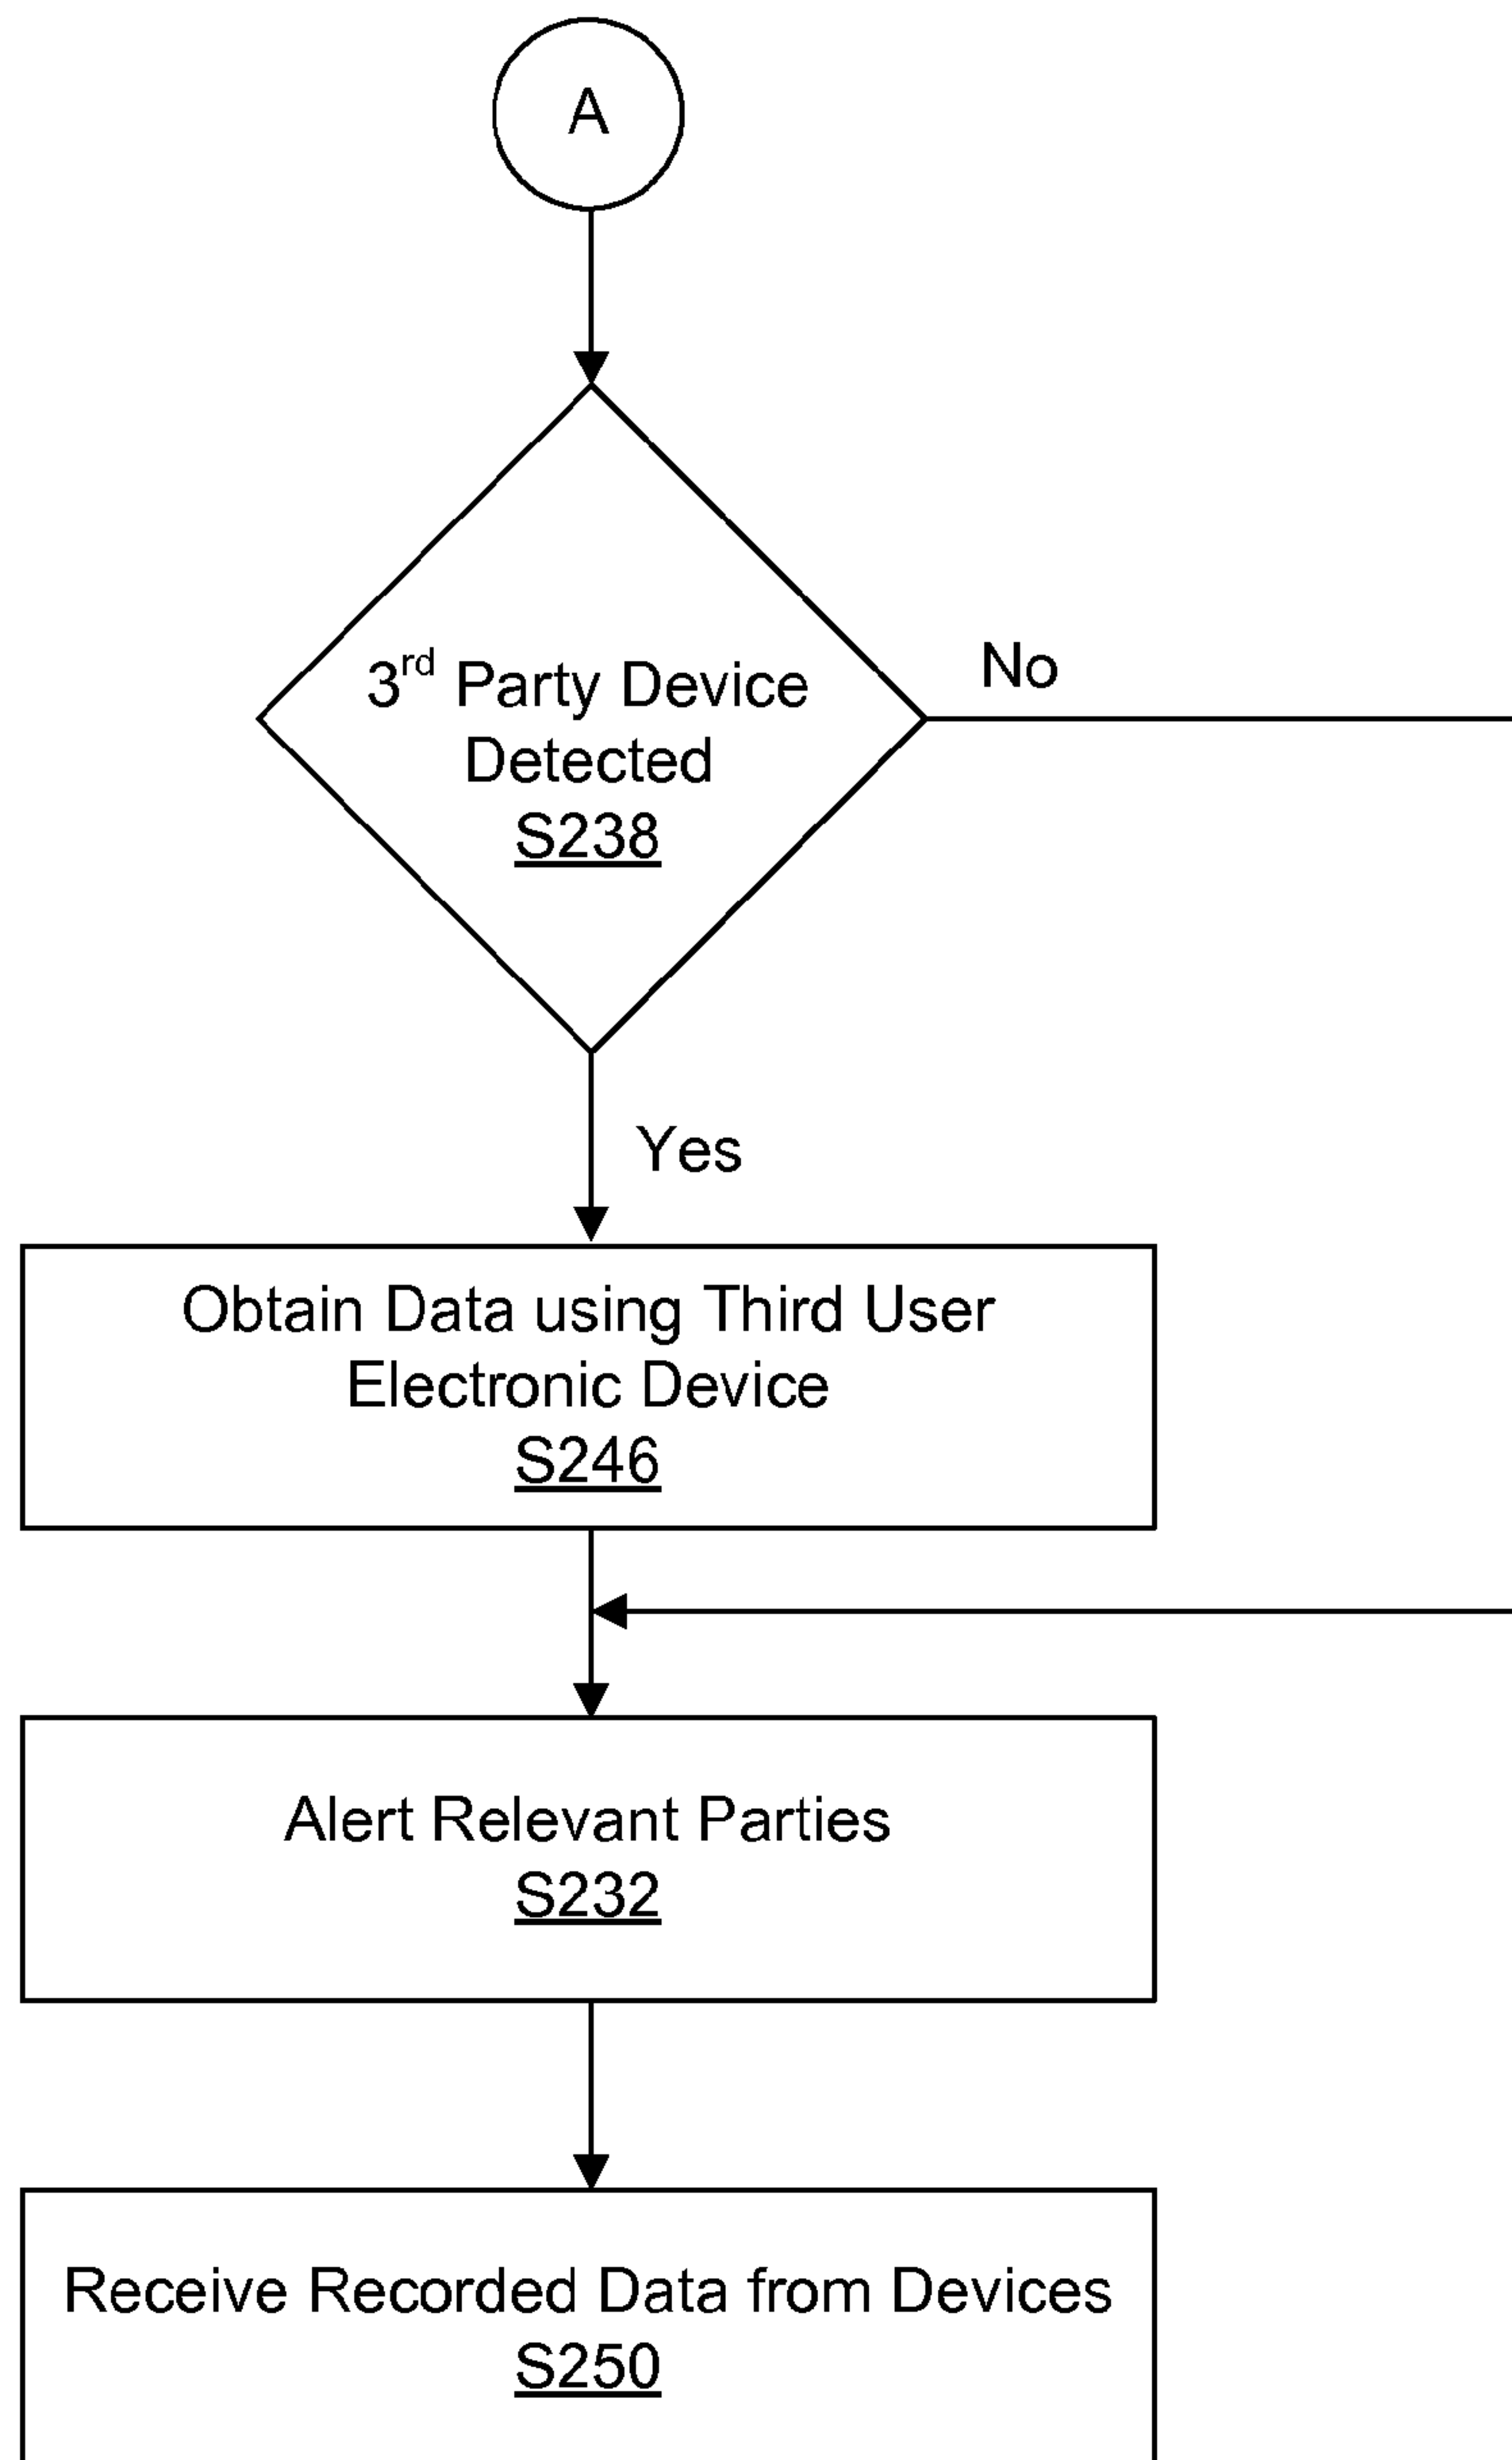 A
3rd Party Device
Detected
S238
No
Yes
Obtain Data using Third User
Electronic Device
S246
Alert Relevant Parties
S232
Receive Recorded Data from Devices
S250